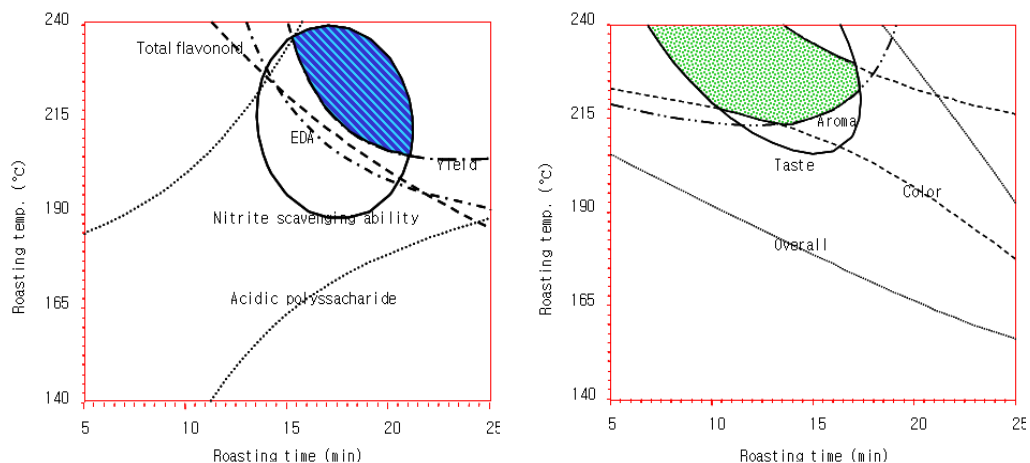 240
215
190
165
140
Roasting temp. (℃)
Total flavonoid
EDA
Yield
Nitrite scavenging ability
Acidic polyssacharide
5
10
15
20
25
Roasting time (min)
240
215
190
165
140
Roasting temp. (℃)
Aroma
Taste
Color
Overall
5
10
15
20
25
Roasting time (min)